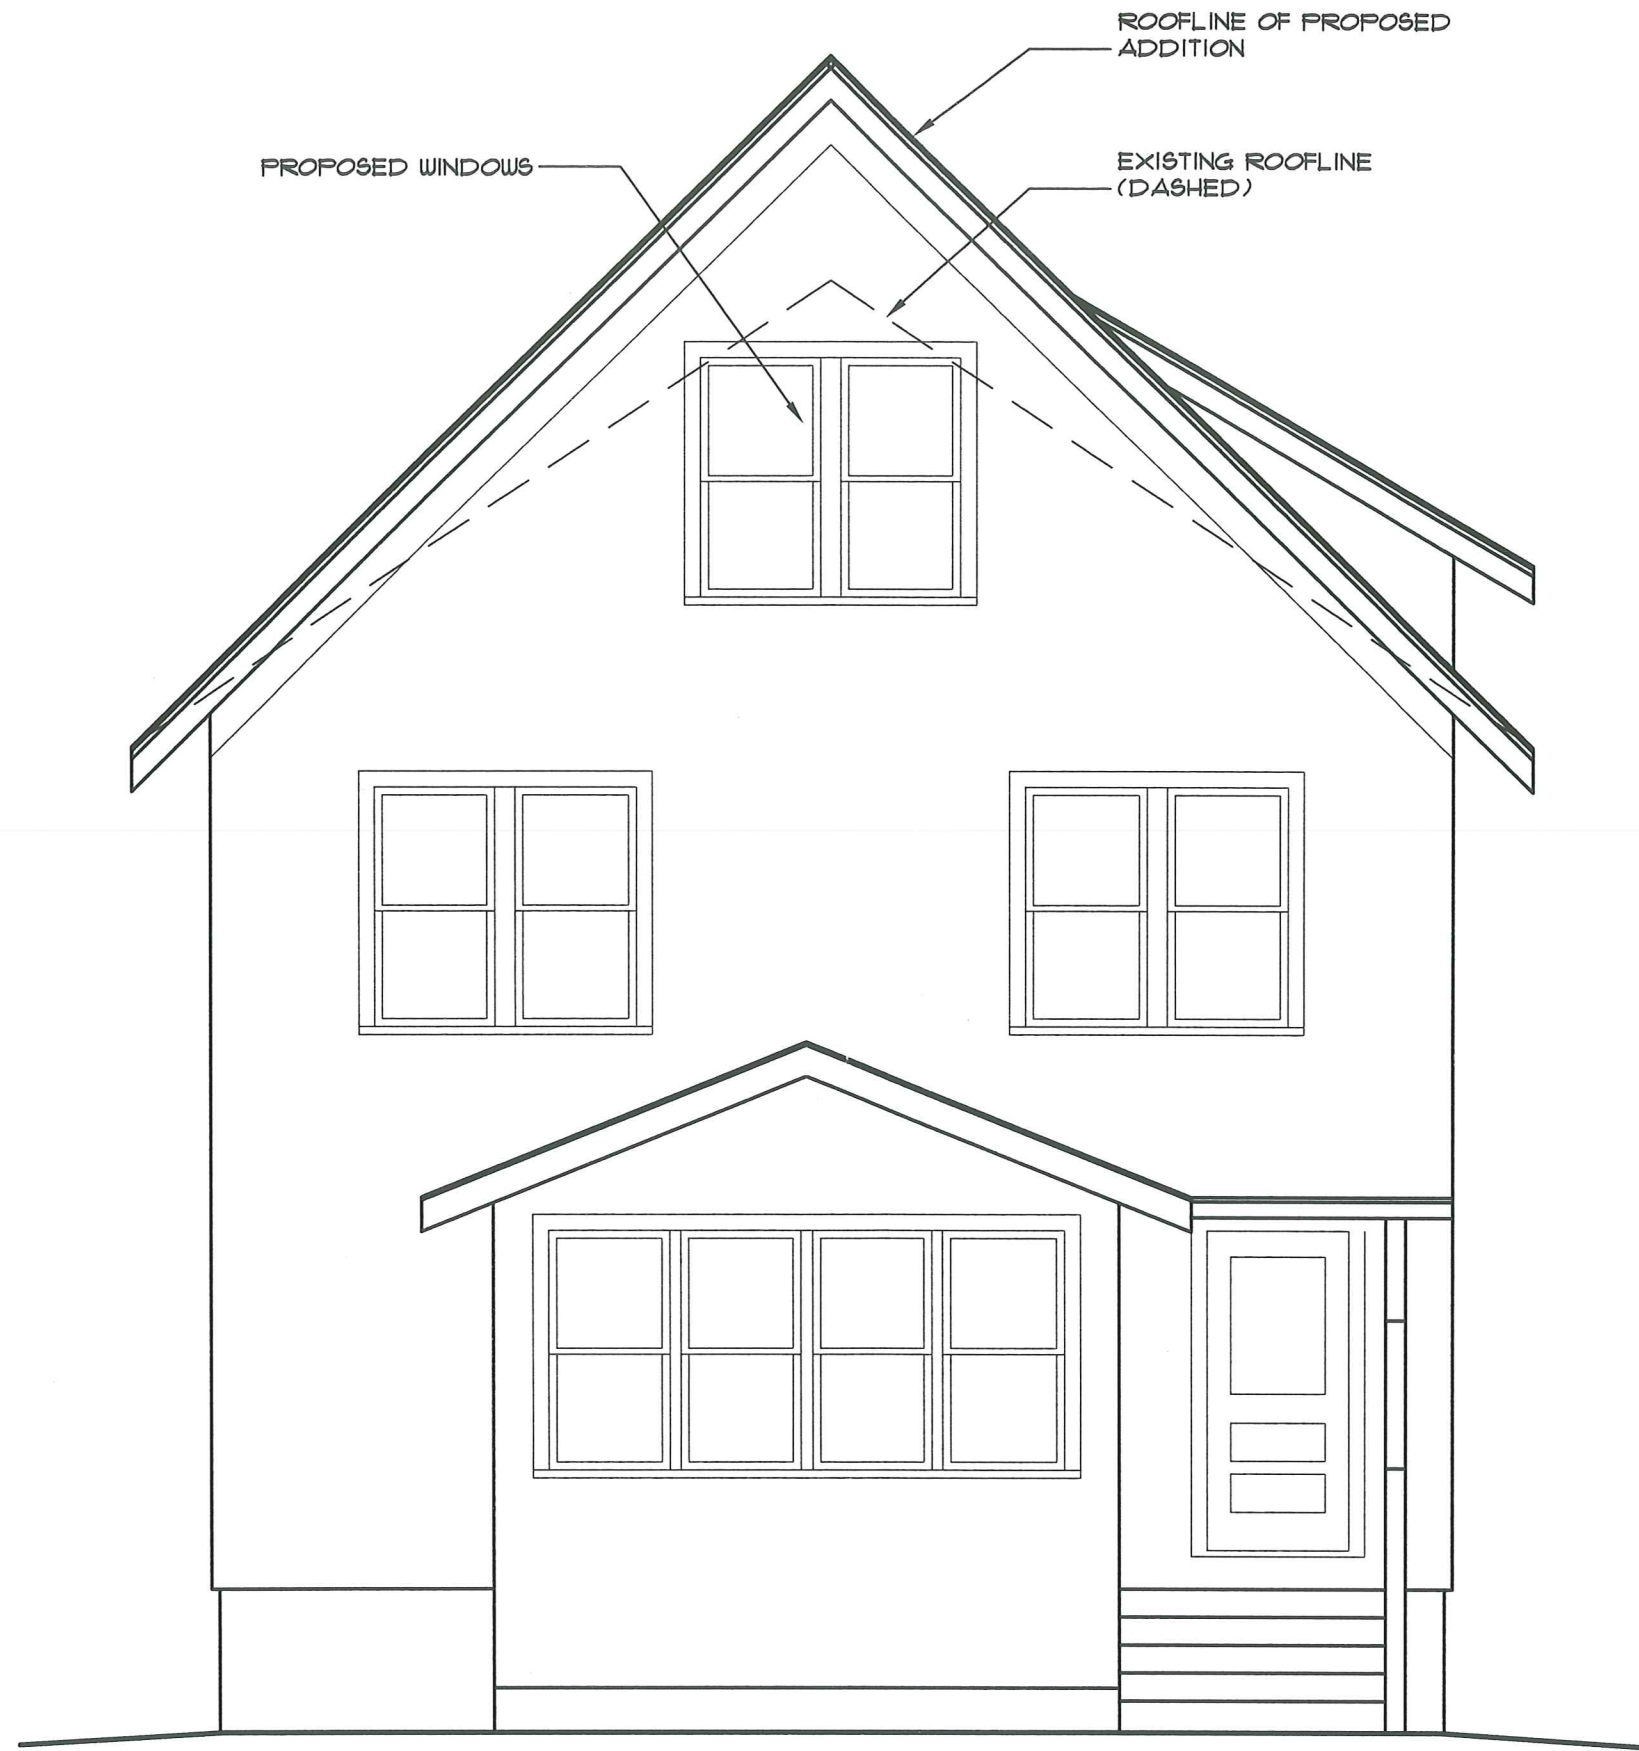 ROOFLINE OF PROPOSED
ADDITION
PROPOSED WINDOWS
EXISTING ROOFLINE
(DASHED)